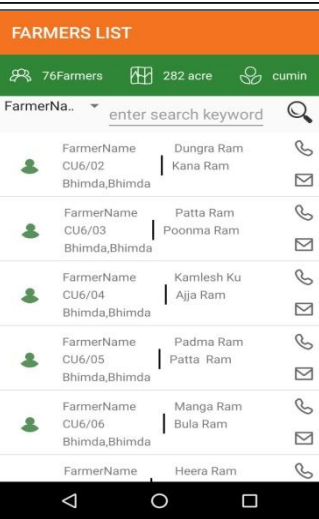 FARMERS LIST
76Farmers 282 acre cumin
FarmerNa.. enter search keyword
FarmerName Dungra Ram
CU6/02 Kana Ram
Bhimda,Bhimda
FarmerName Patta Ram
CU6/03 Poonma Ram
Bhimda,Bhimda
FarmerName Kamlesh Ku
CU6/04 Ajja Ram
Bhimda,Bhimda
FarmerName Padma Ram
CU6/05 Patta Ram
Bhimda,Bhimda
FarmerName Manga Ram
CU6/06 Bula Ram
Bhimda,Bhimda
FarmerName Heera Ram